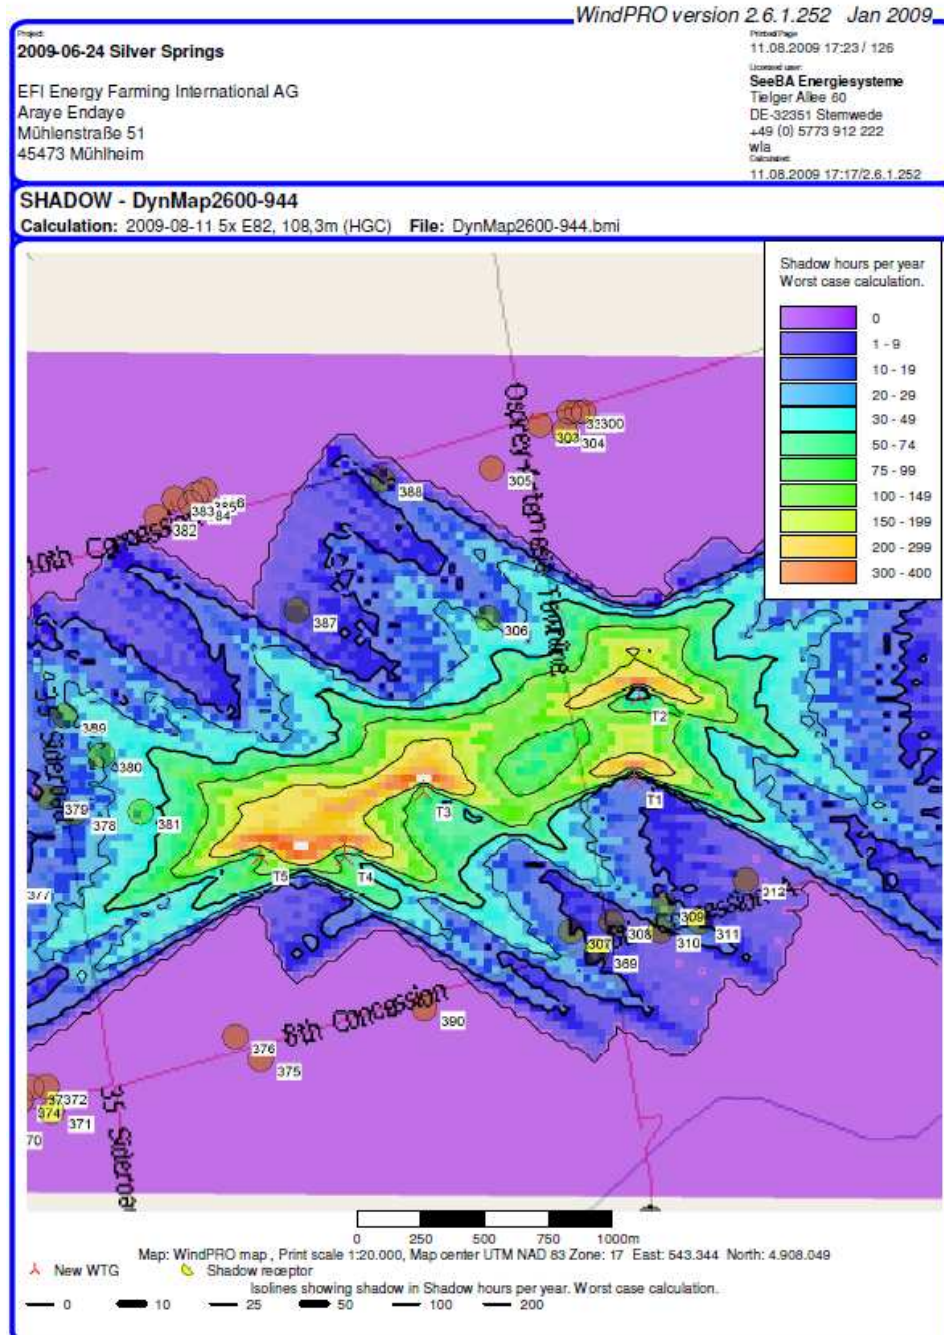 WindPRO version 2.6.1.252 Jan 2009
Project:
2009-06-24 Silver Springs
EFI Energy Farming International AG
Araye Endaye
Mühlenstraße 51
45473 Mühlheim
Printed/Page
11.08.2009 17:23 / 126
Licensed user:
SeeBA Energiesysteme
Tielger Allee 60
DE-32351 Stemwede
+49 (0) 5773 912 222
wla
Calculated:
11.08.2009 17:17/2.6.1.252
SHADOW - DynMap2600-944
Calculation: 2009-08-11 5x E82, 108,3m (HGC) File: DynMap2600-944.bmi
Shadow hours per year
Worst case calculation.
0
1 - 9
10 - 19
20 - 29
30 - 49
50 - 74
75 - 99
100 - 149
150 - 199
200 - 299
300 - 400
300
303
304
305
388
382
383
10th Concession
387
306
T2
389
380
379
378
381
T3
T1
T5
T4
377
312
309
311
308
310
307
369
8th Concession
390
376
375
372
374
371
70
35 Sideroa
0 250 500 750 1000m
Map: WindPRO map , Print scale 1:20.000, Map center UTM NAD 83 Zone: 17 East: 543.344 North: 4.908.049
New WTG Shadow receptor
Isolines showing shadow in Shadow hours per year. Worst case calculation.
0 10 25 50 100 200